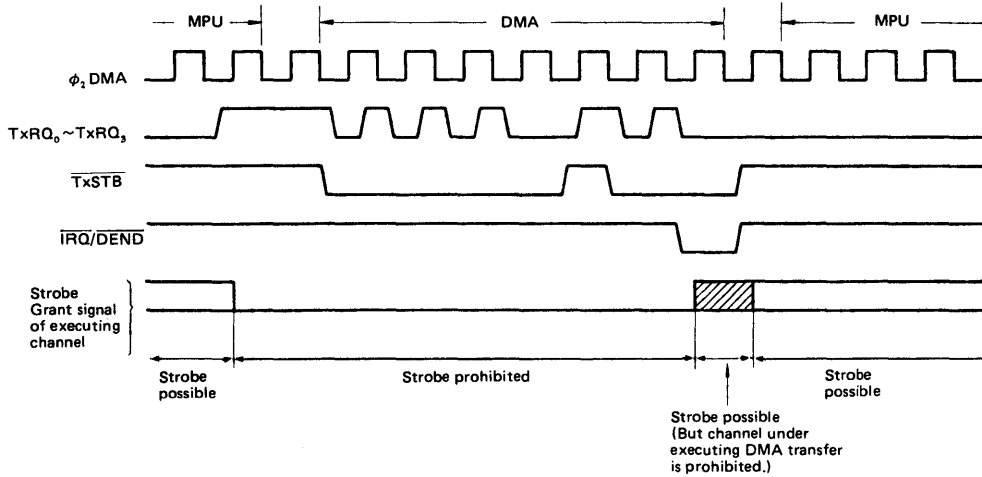 MPU DMA MPU
ϕ₂ DMA
TxRQ₀~TxRQ₃
TxSTB
IRQ/DEND
Strobe
Grant signal
of executing
channel
Strobe
possible
Strobe prohibited
Strobe
possible
Strobe possible
(But channel under
executing DMA transfer
is prohibited.)